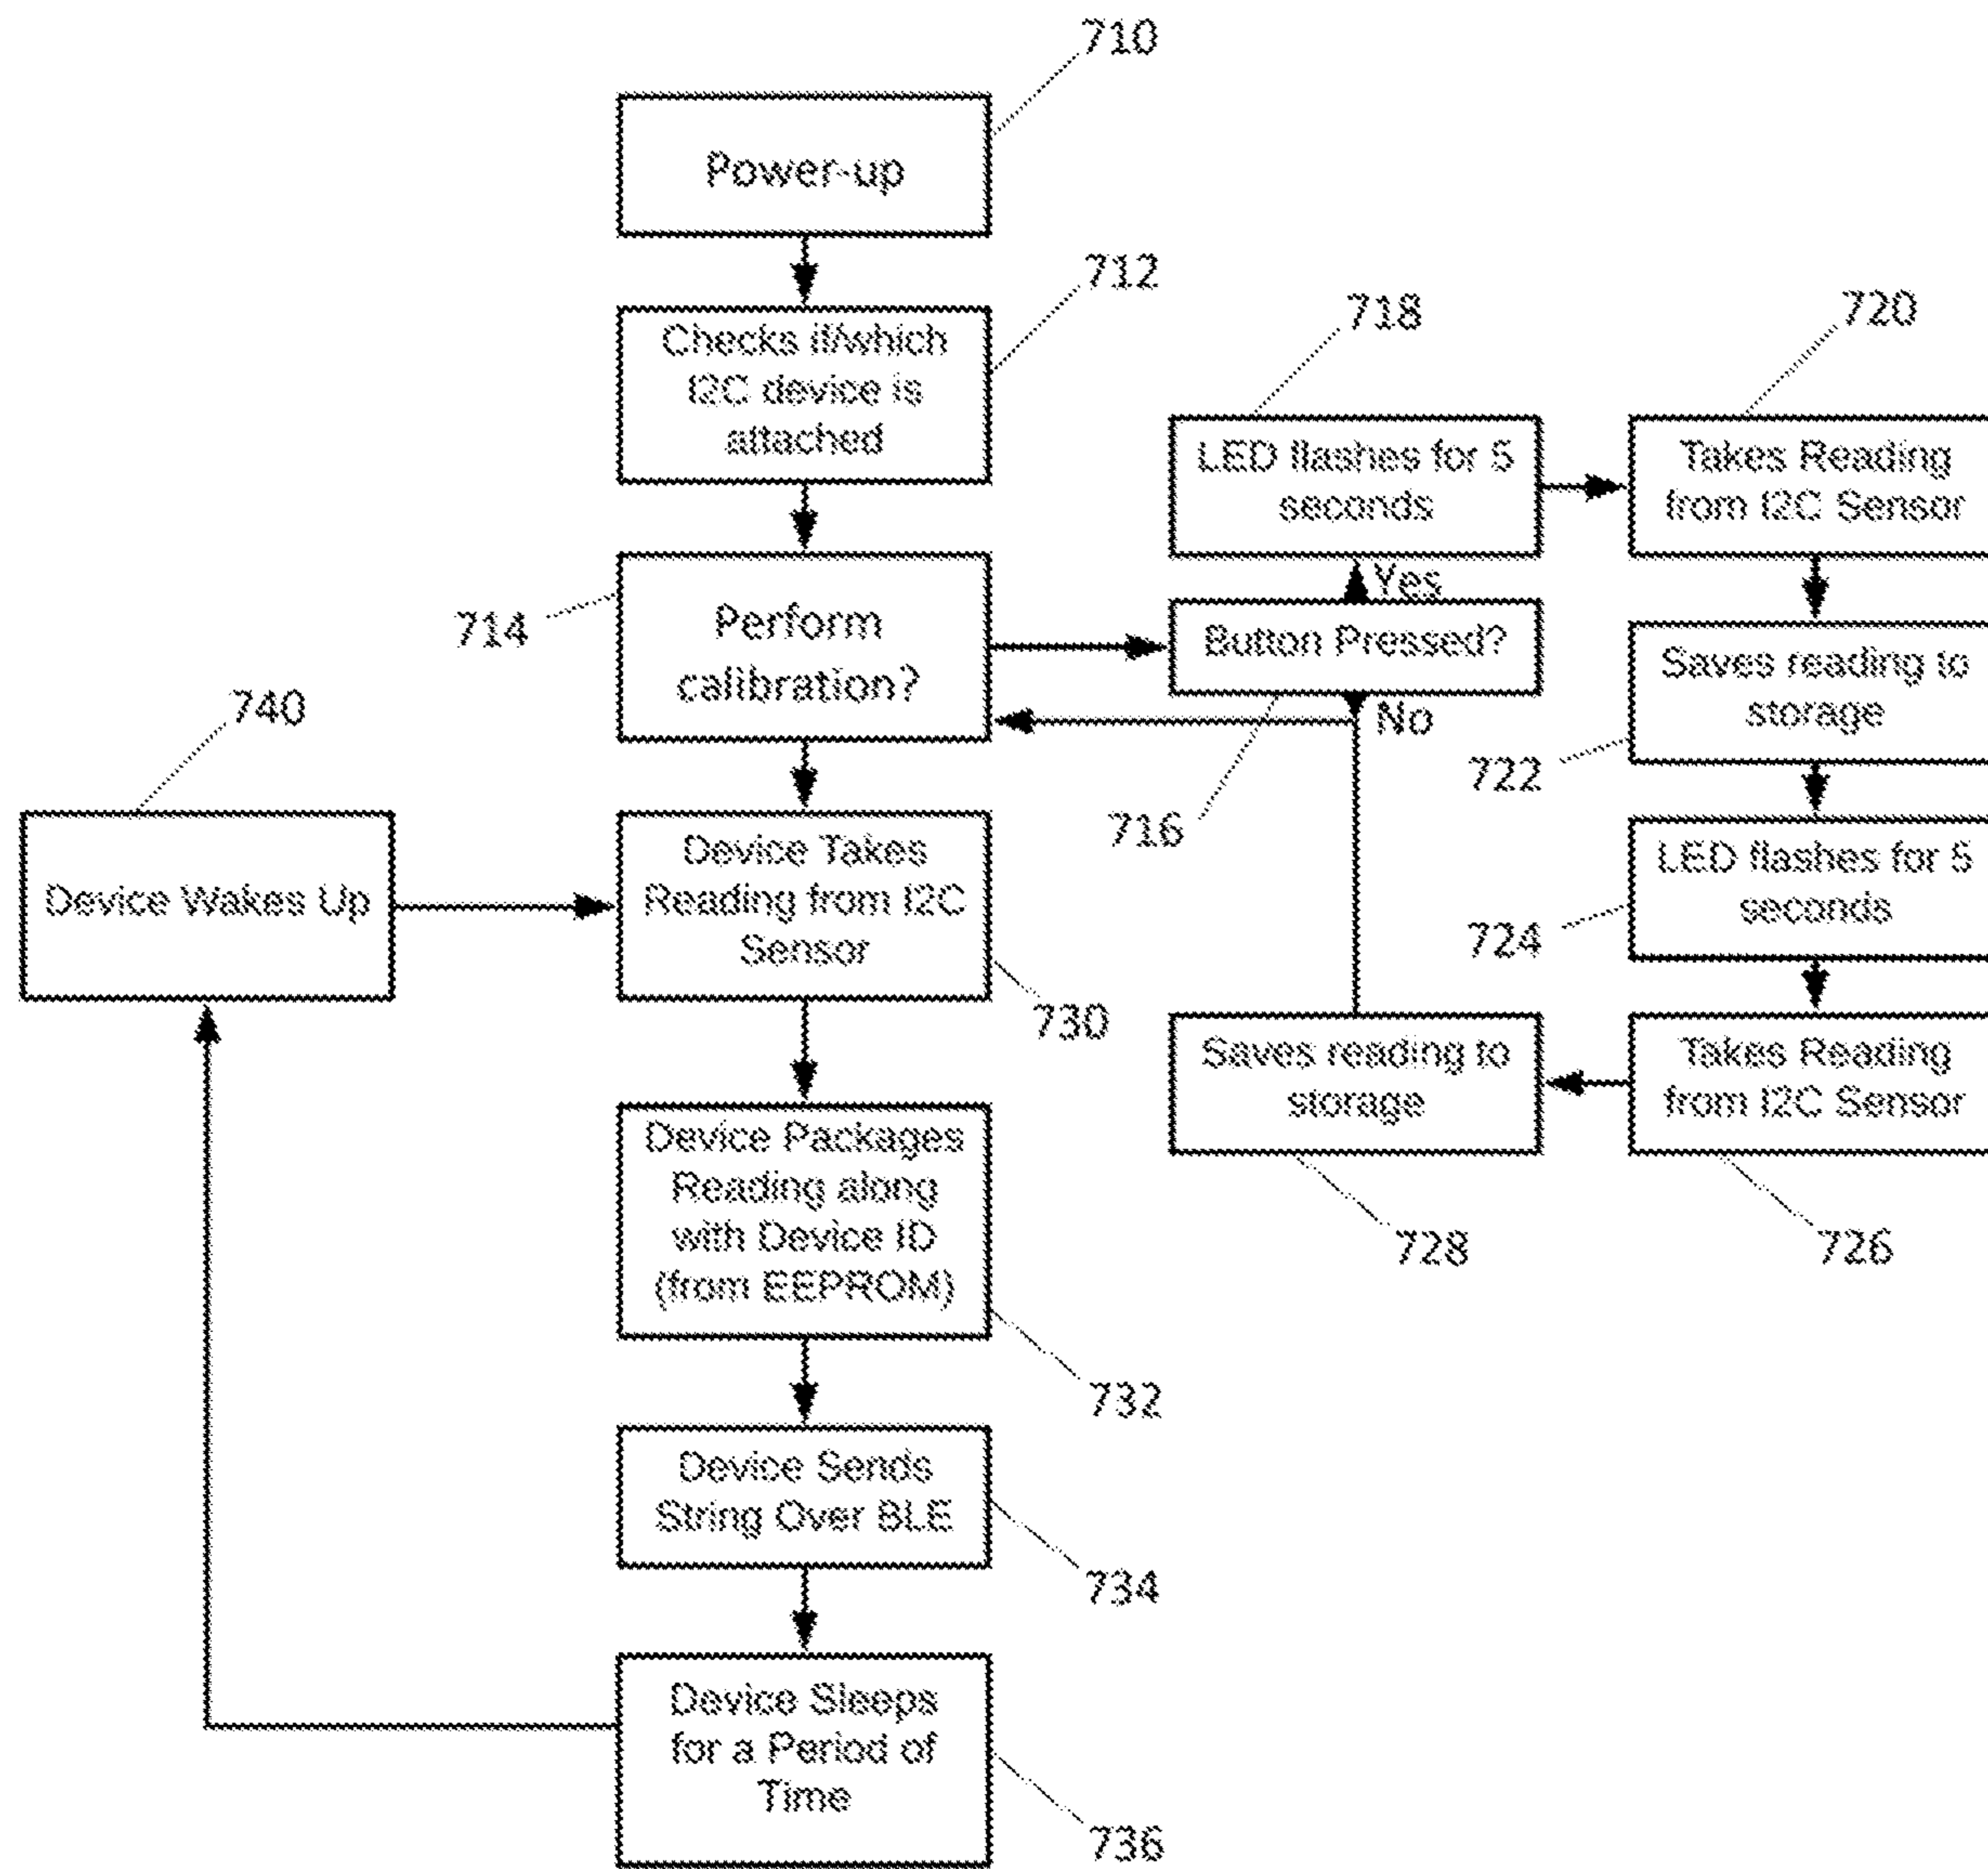 710
Power-up
712
Checks if/which
I2C device is
attached
714
Perform
calibration?
718
LED flashes for 5
seconds
720
Takes Reading
from I2C Sensor
Yes
Button Pressed?
No
716
Saves reading to
storage
722
LED flashes for 5
seconds
724
Takes Reading
from I2C Sensor
726
Saves reading to
storage
728
740
Device Wakes Up
Device Takes
Reading from I2C
Sensor
730
Device Packages
Reading along
with Device ID
(from EEPROM)
732
Device Sends
String Over BLE
734
Device Sleeps
for a Period of
Time
736